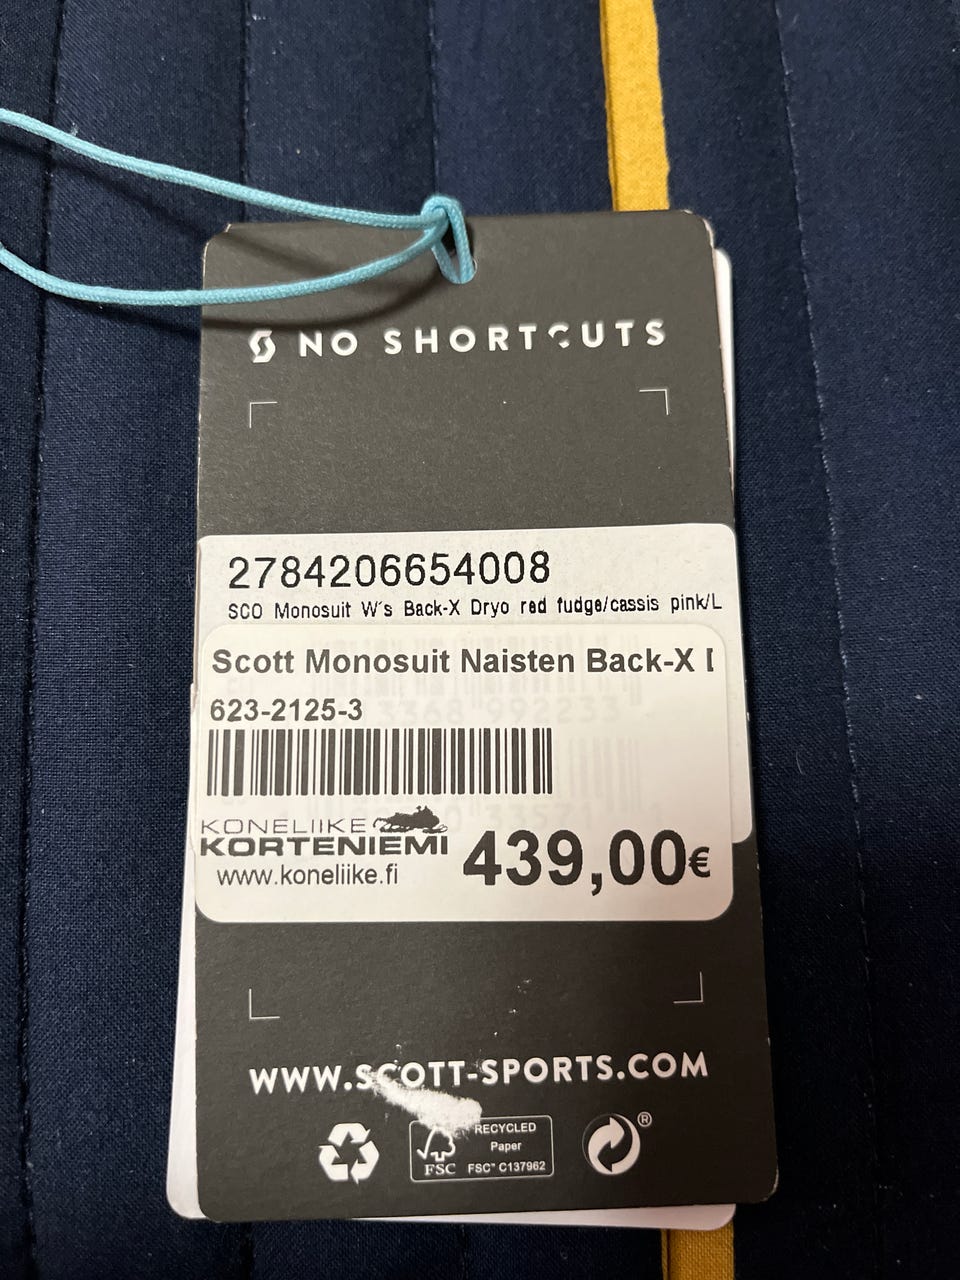 NO SHORTCUTS
2784206654008
SCO Monosuit W's Back-X Dryo red fudge/cassis pink/L
Scott Monosuit Naisten Back-X
623-2125-3
KONELIIKE
KORTENIEMI
www.koneliike.fi
439,00€
WWW.SCOTT-SPORTS.COM
RECYCLED
Paper
FSC
FSC® C137962
®